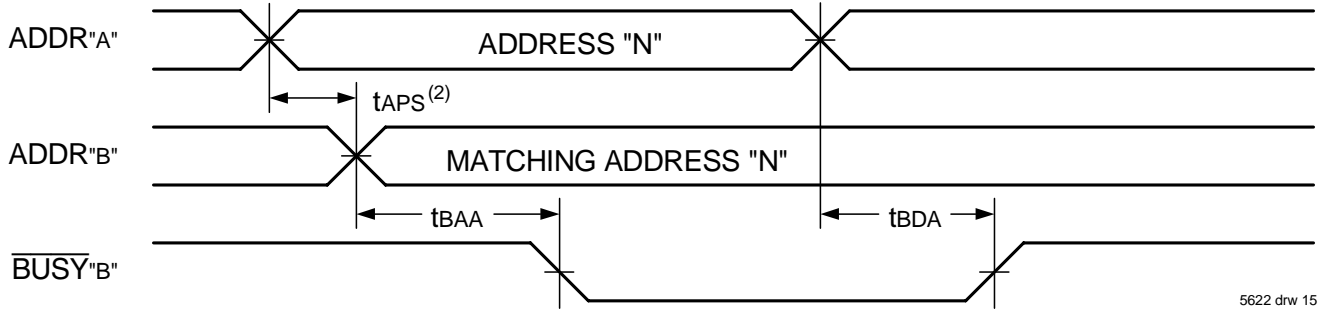 ADDR"A"
ADDRESS "N"
tAPS(2)
ADDR"B"
MATCHING ADDRESS "N"
tBAA
tBDA
BUSY"B"
5622 drw 15